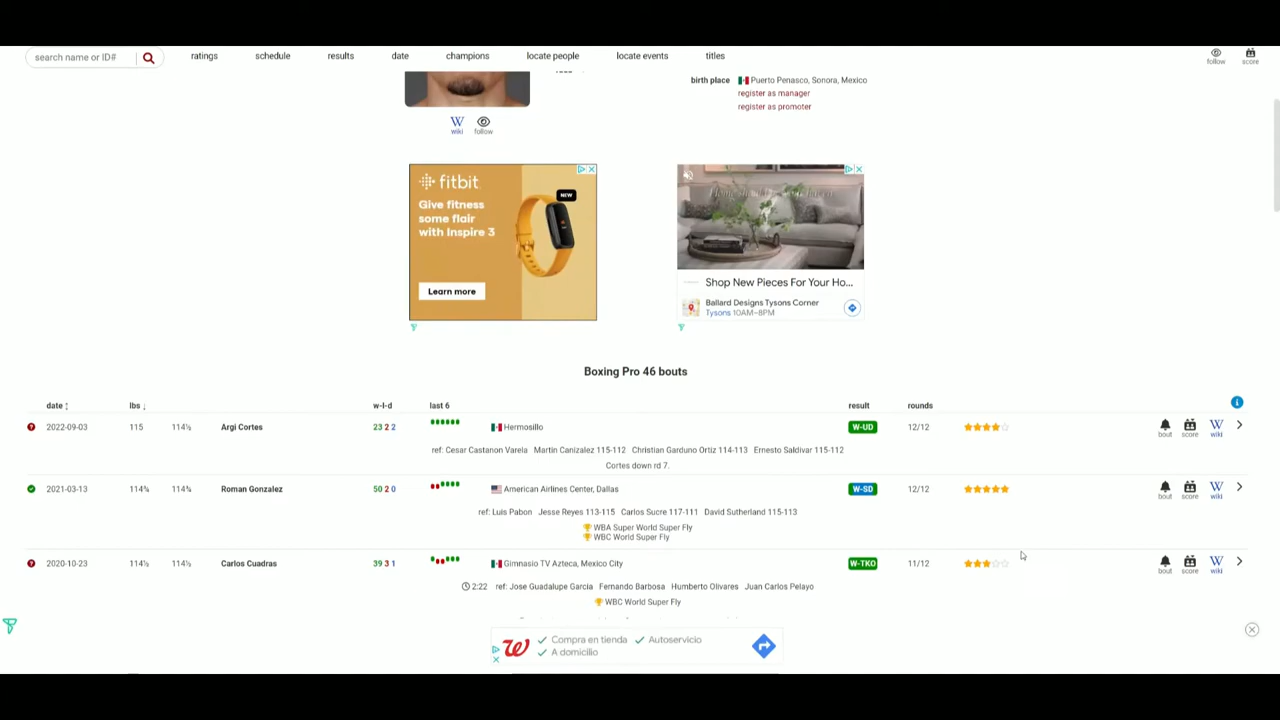 search name or ID#
ratings
schedule
results
date
champions
locate people
locate events
titles
follow
score
birth place
Puerto Penasco, Sonora, Mexico
register as manager
register as promoter
W
wiki
follow
fitbit
NEW
Give fitness
some flair
with Inspire 3
Learn more
Shop New Pieces For Your Ho...
Ballard Designs Tysons Corner
Tysons 10AM–8PM
Boxing Pro 46 bouts
date
lbs
w-l-d
last 6
result
rounds
2022-09-03 115 114½ Argi Cortes 23 2 2 Hermosillo W-UD 12/12 bout score wiki
ref: Cesar Castanon Varela Martin Canizalez 115-112 Christian Garduno Ortiz 114-113 Ernesto Saldivar 115-112
Cortes down rd 7.
2021-03-13 114¾ 114¾ Roman Gonzalez 50 2 0 American Airlines Center, Dallas W-SD 12/12 bout score wiki
ref: Luis Pabon Jesse Reyes 113-115 Carlos Sucre 117-111 David Sutherland 115-113
WBA Super World Super Fly
WBC World Super Fly
2020-10-23 114½ 114½ Carlos Cuadras 39 3 1 Gimnasio TV Azteca, Mexico City W-TKO 11/12 bout score wiki
2:22 ref: Jose Guadalupe Garcia Fernando Barbosa Humberto Olivares Juan Carlos Pelayo
WBC World Super Fly
Compra en tienda Autoservicio
A domicilio